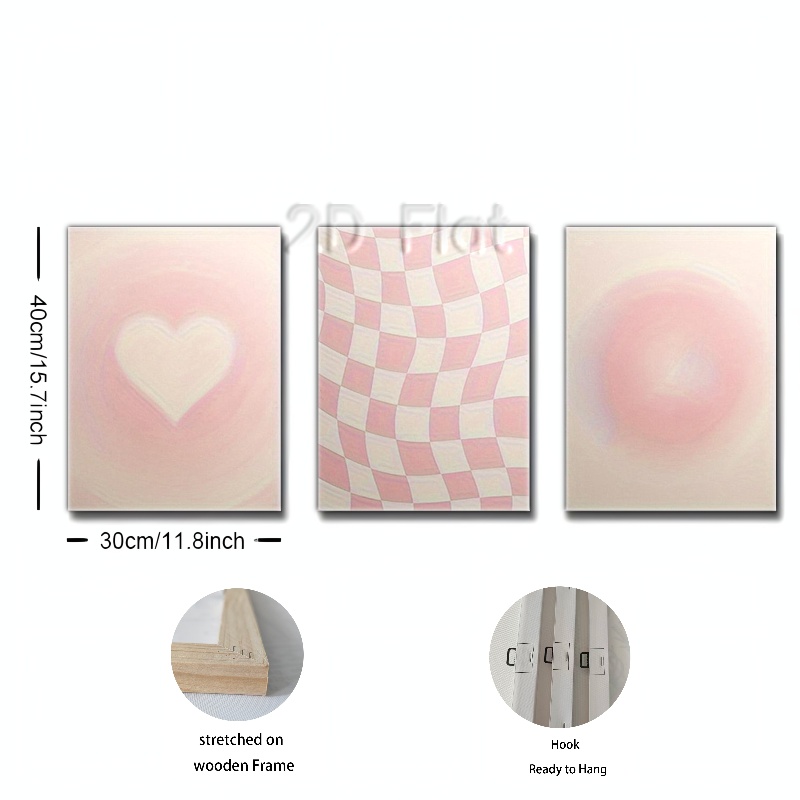 2D Flat
40cm/15.7inch
30cm/11.8inch
stretched on
wooden Frame
Hook
Ready to Hang